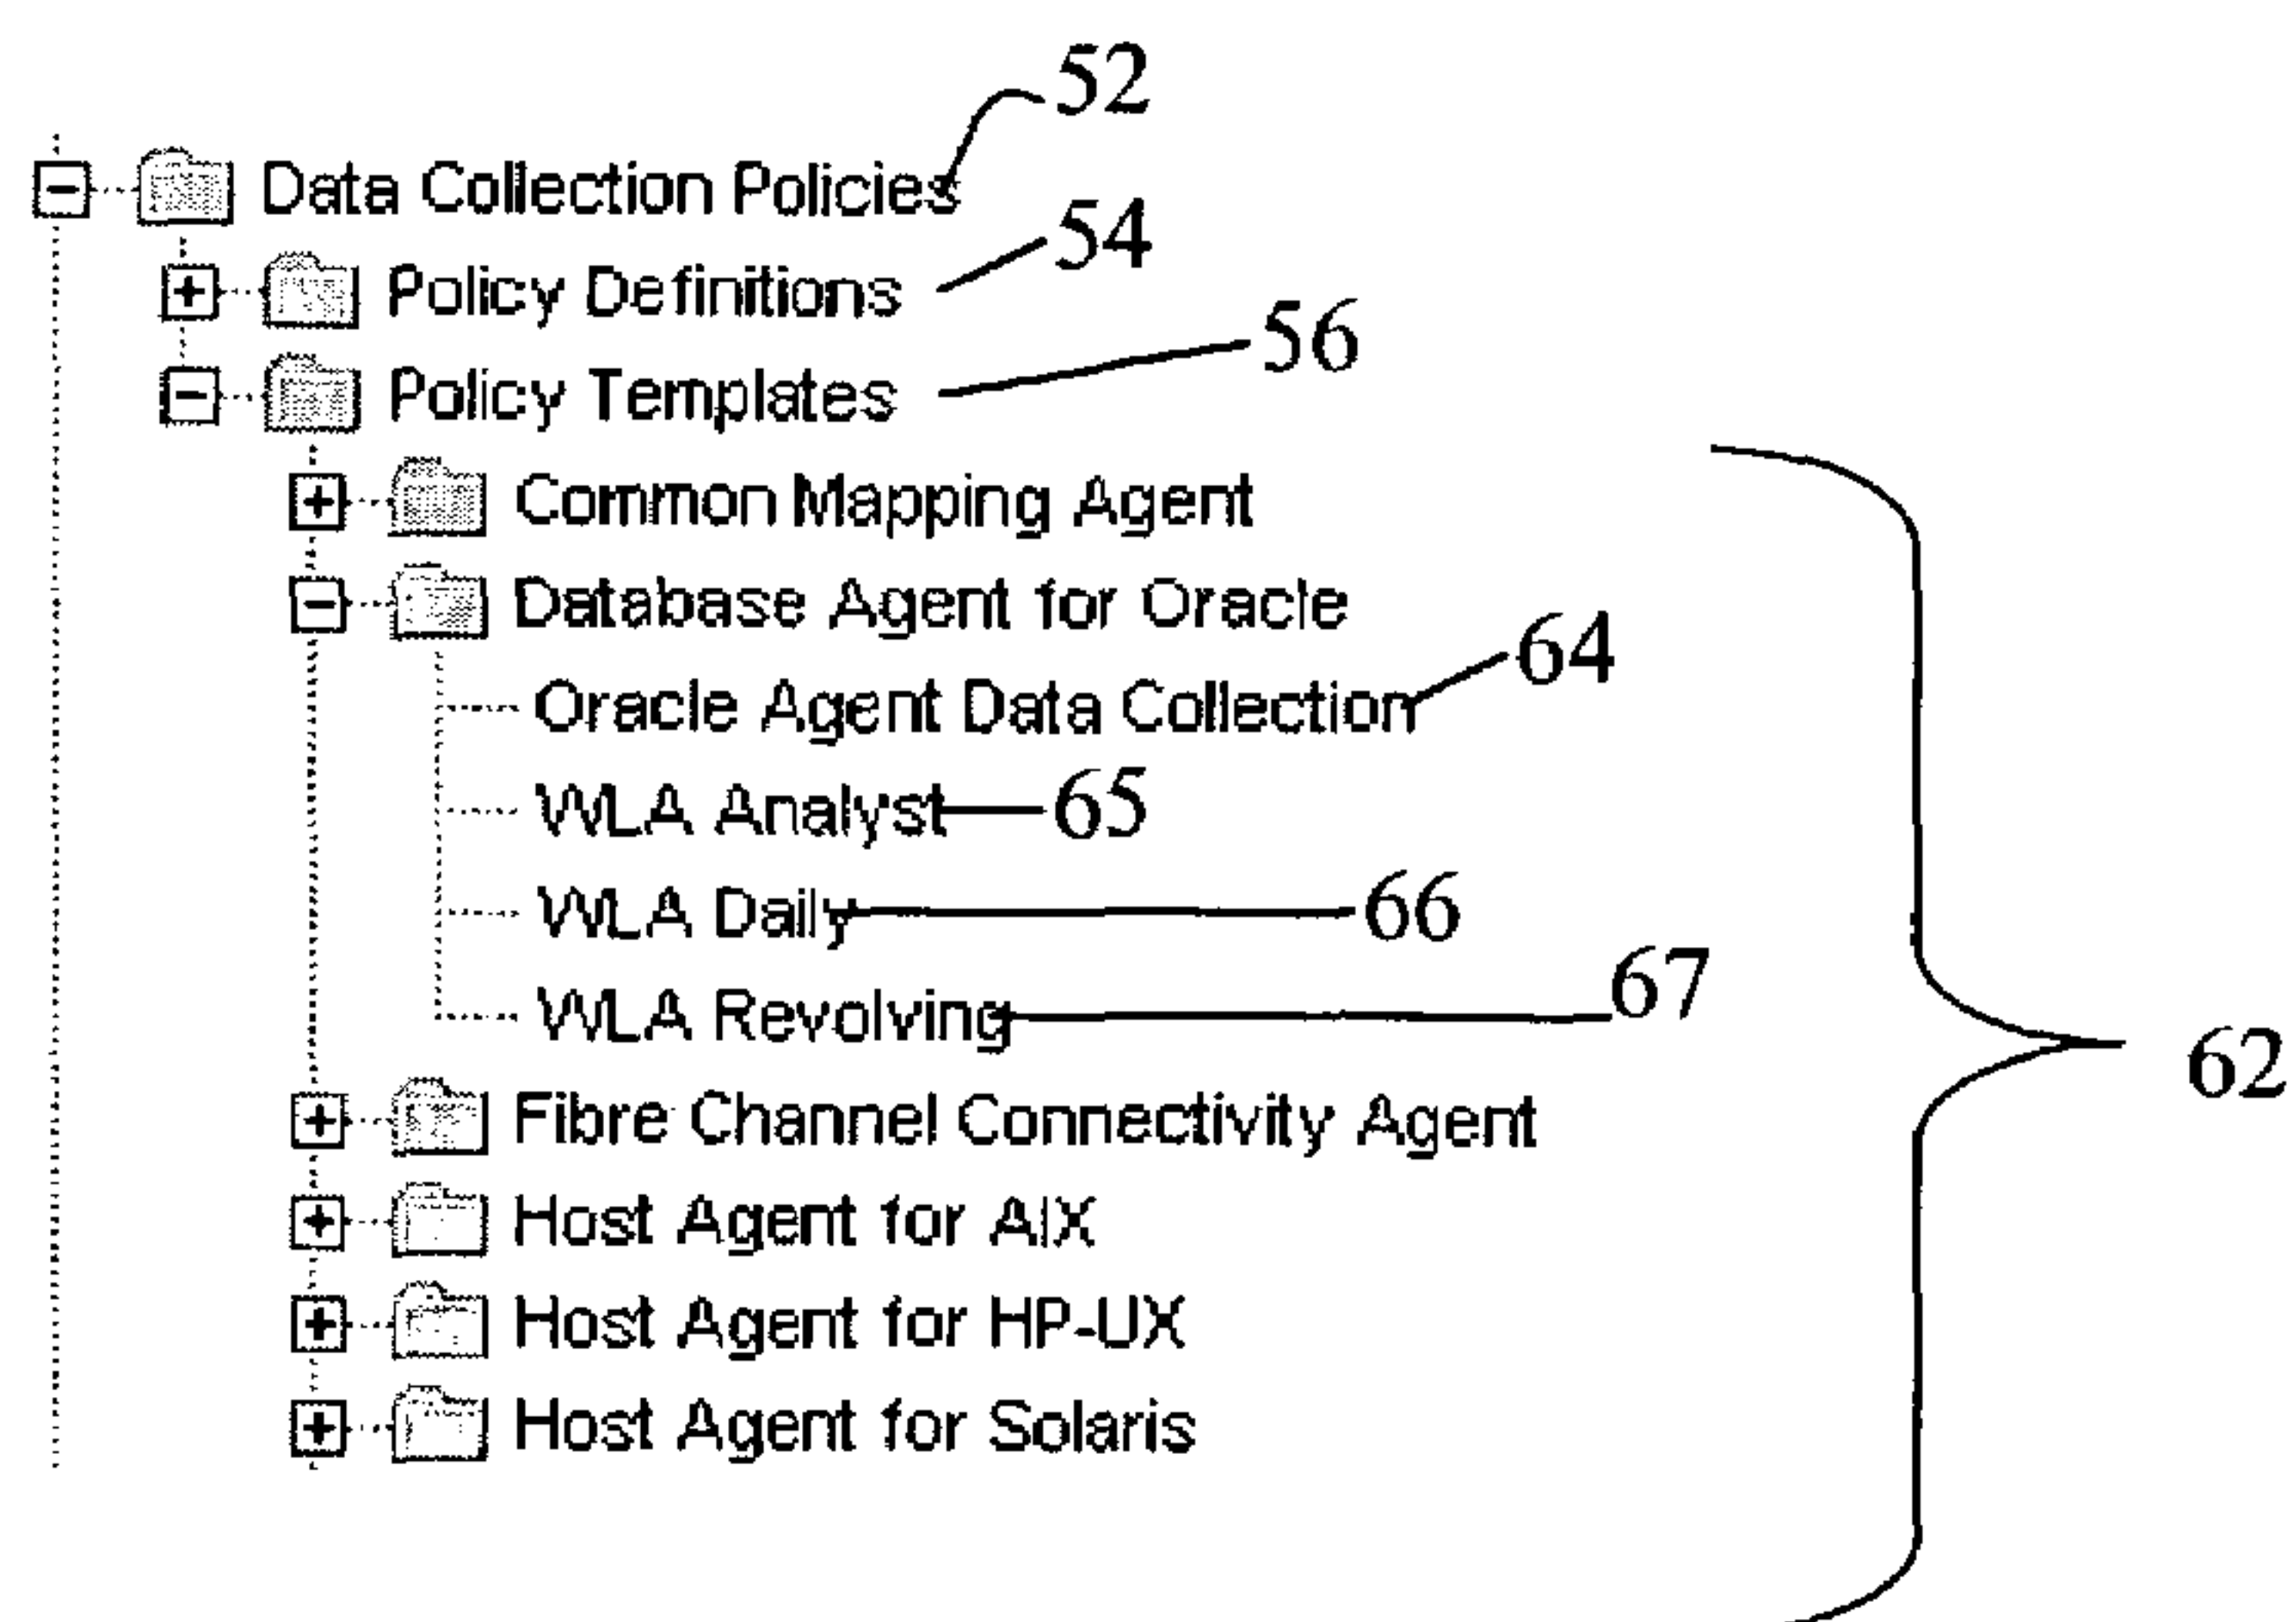 52
Data Collection Policies
54
Policy Definitions
56
Policy Templates
Common Mapping Agent
Database Agent for Oracle
64
Oracle Agent Data Collection
WLA Analyst 65
WLA Daily 66
WLA Revolving 67
62
Fibre Channel Connectivity Agent
Host Agent for AIX
Host Agent for HP-UX
Host Agent for Solaris